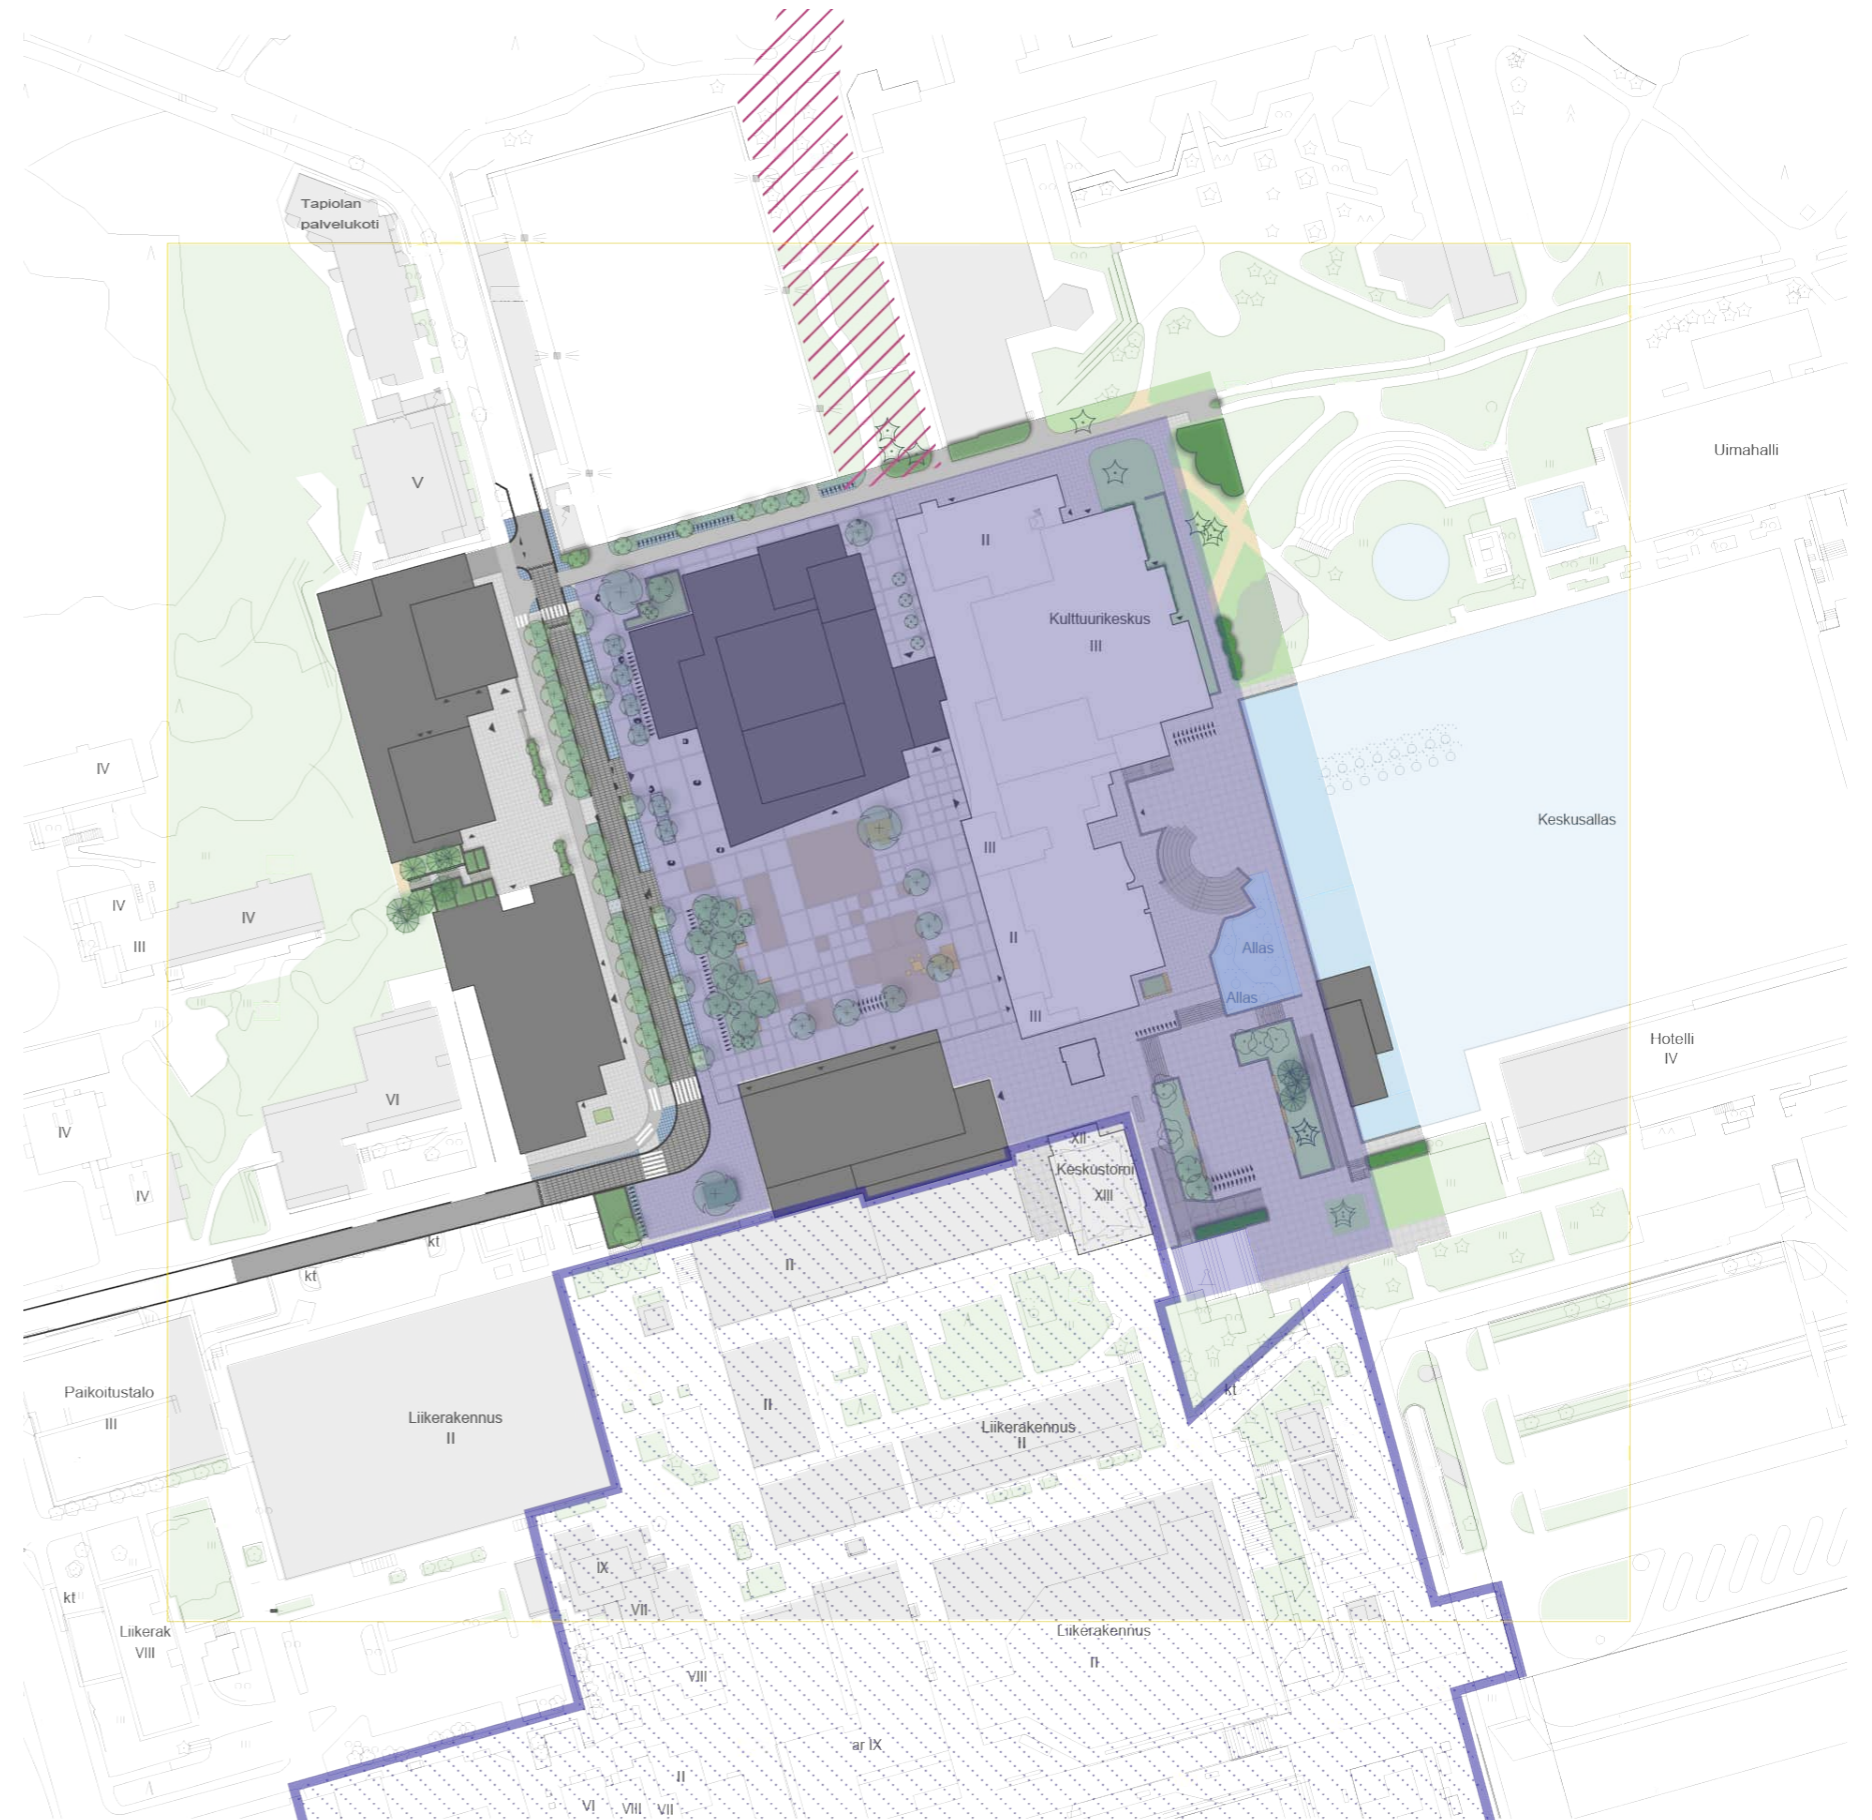 Tapiolan
palvelukoti
V
Uimahalli
II
Kulttuurikeskus
III
IV
Keskusallas
III
IV
IV
III
II
Allas
Allas
III
Hotelli
IV
VI
IV
XII
Keskustorni
XIII
IV
kt
kt
II
Paikoitustalo
III
Liikerakennus
II
II
Liikerakennus
II
kt
IX
kt
VII
Liikerak
VIII
Liikerakennus
II
VIII
ar IX
II
VI
VIII
VII